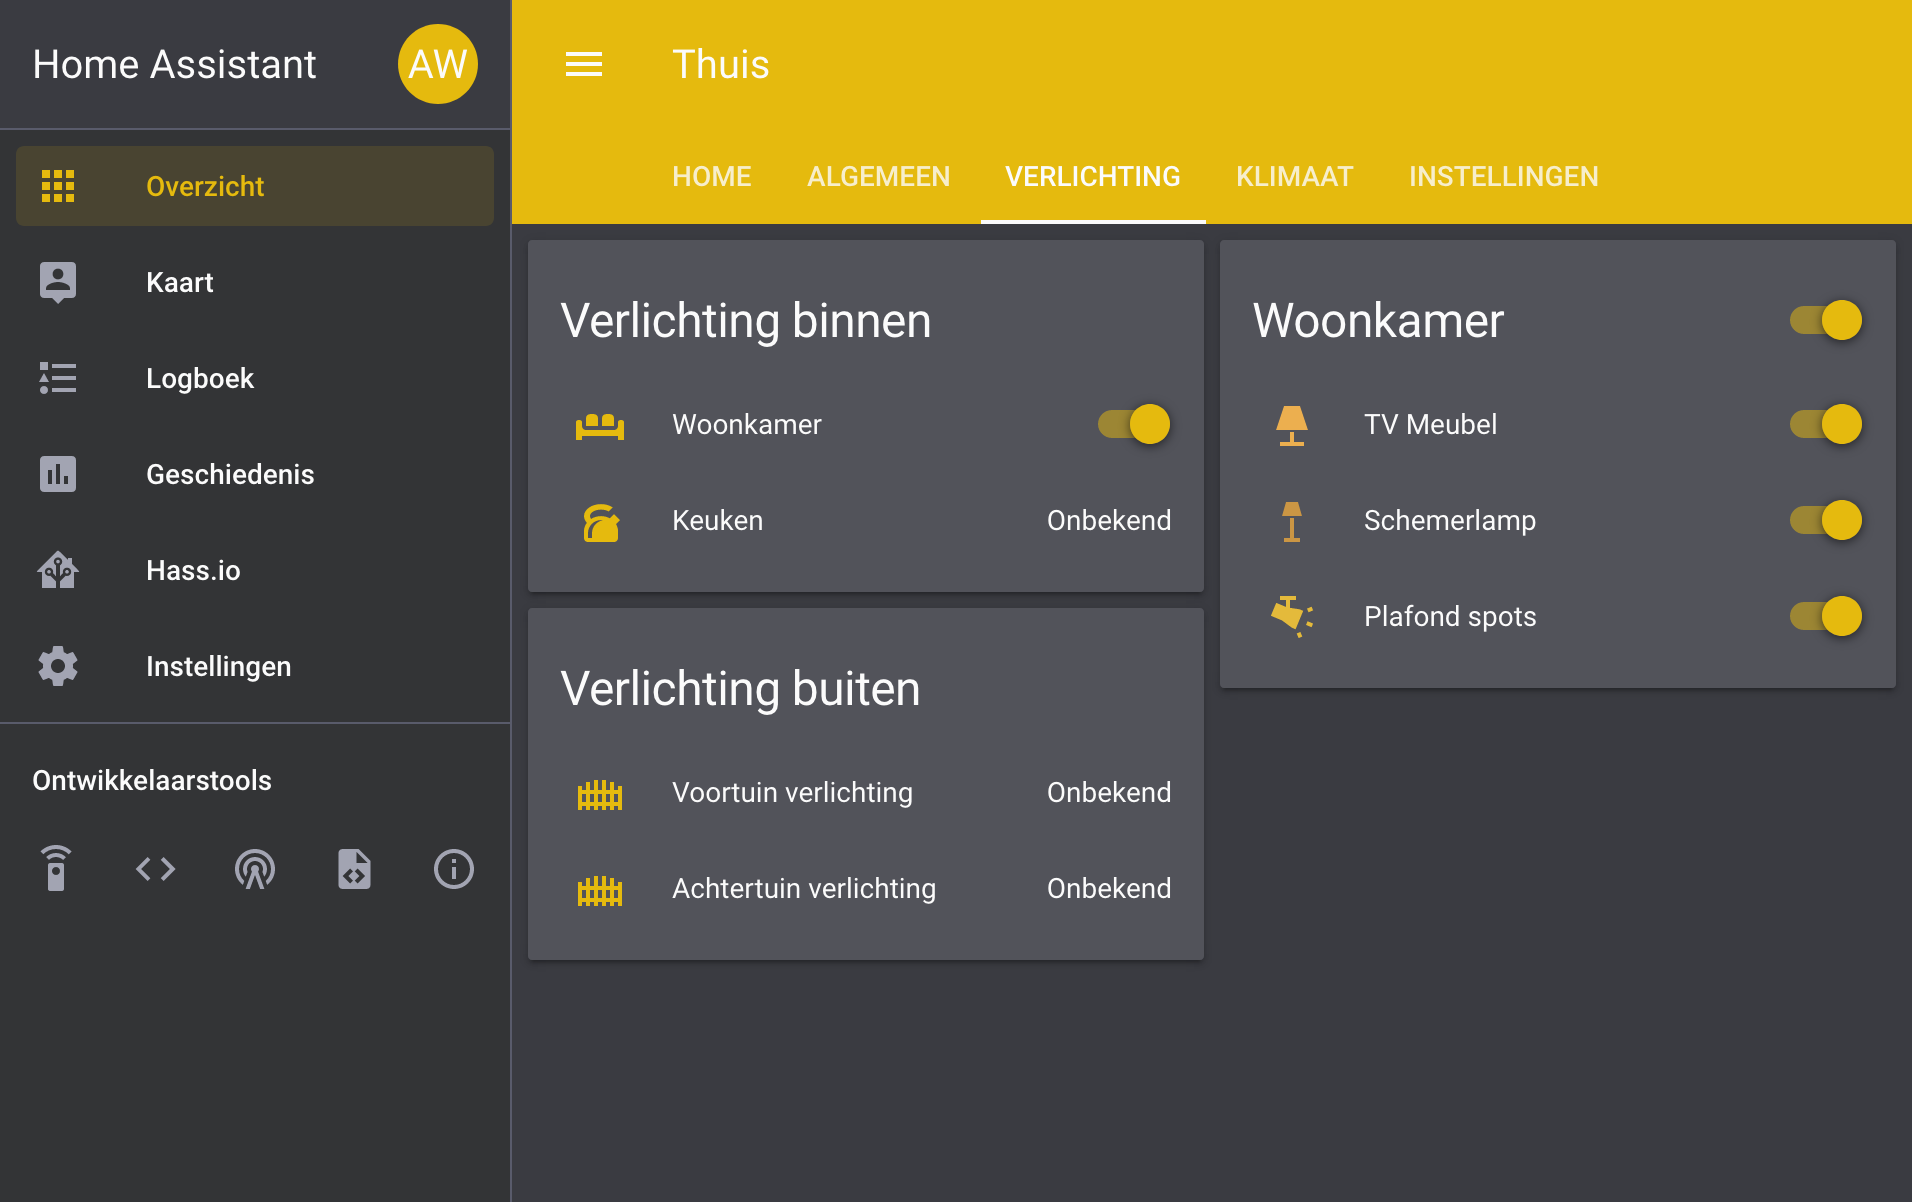 Home Assistant
AW
Overzicht
Kaart
Logboek
Geschiedenis
Hass.io
Instellingen
Ontwikkelaarstools
Thuis
HOME
ALGEMEEN
VERLICHTING
KLIMAAT
INSTELLINGEN
Verlichting binnen
Woonkamer
Keuken Onbekend
Verlichting buiten
Voortuin verlichting Onbekend
Achtertuin verlichting Onbekend
Woonkamer
TV Meubel
Schemerlamp
Plafond spots